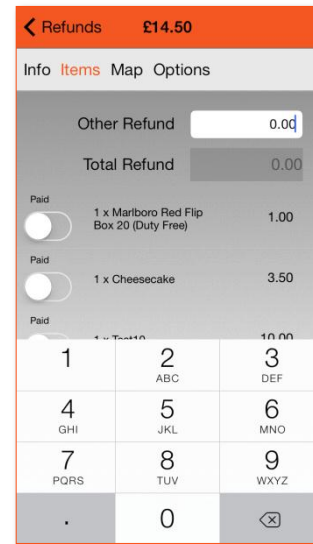 Refunds £14.50
Info Items Map Options
Other Refund 0.00
Total Refund 0.00
Paid
1 x Marlboro Red Flip
Box 20 (Duty Free) 1.00
Paid
1 x Cheesecake 3.50
Paid
1 x Test10 10.00
1 2 3
ABC DEF
4 5 6
GHI JKL MNO
7 8 9
PQRS TUV WXYZ
. 0